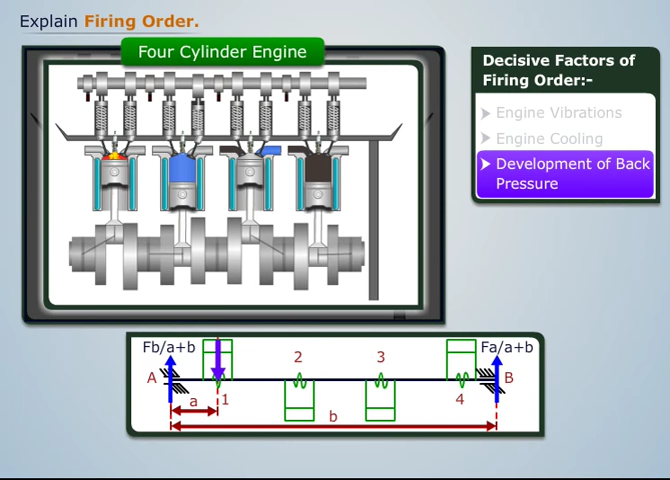 Explain Firing Order.
Four Cylinder Engine
Decisive Factors of
Firing Order:-
Engine Vibrations
Engine Cooling
Development of Back
Pressure
Fb/a+b
Fa/a+b
2
3
A
B
a
1
4
b